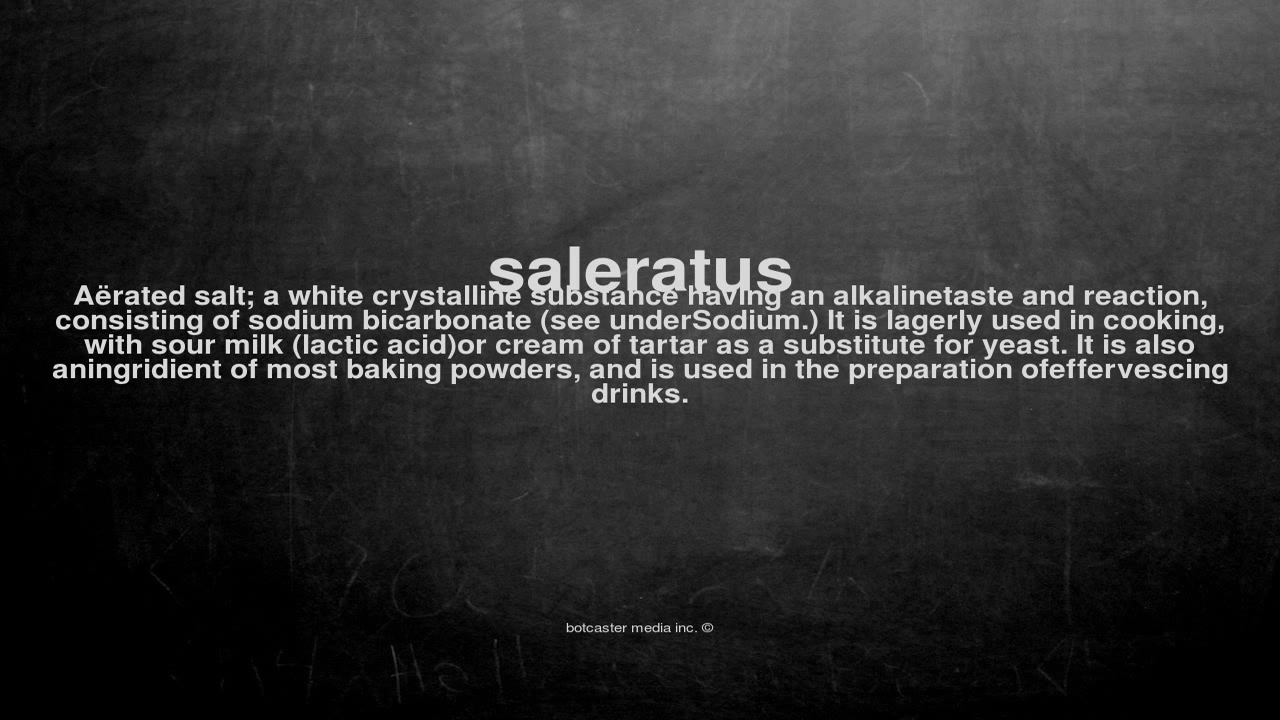 saleratus
Aërated salt; a white crystalline substance having an alkalinetaste and reaction,
consisting of sodium bicarbonate (see underSodium.) It is lagerly used in cooking,
with sour milk (lactic acid)or cream of tartar as a substitute for yeast. It is also
aningridient of most baking powders, and is used in the preparation ofeffervescing
drinks.
botcaster media inc. ©